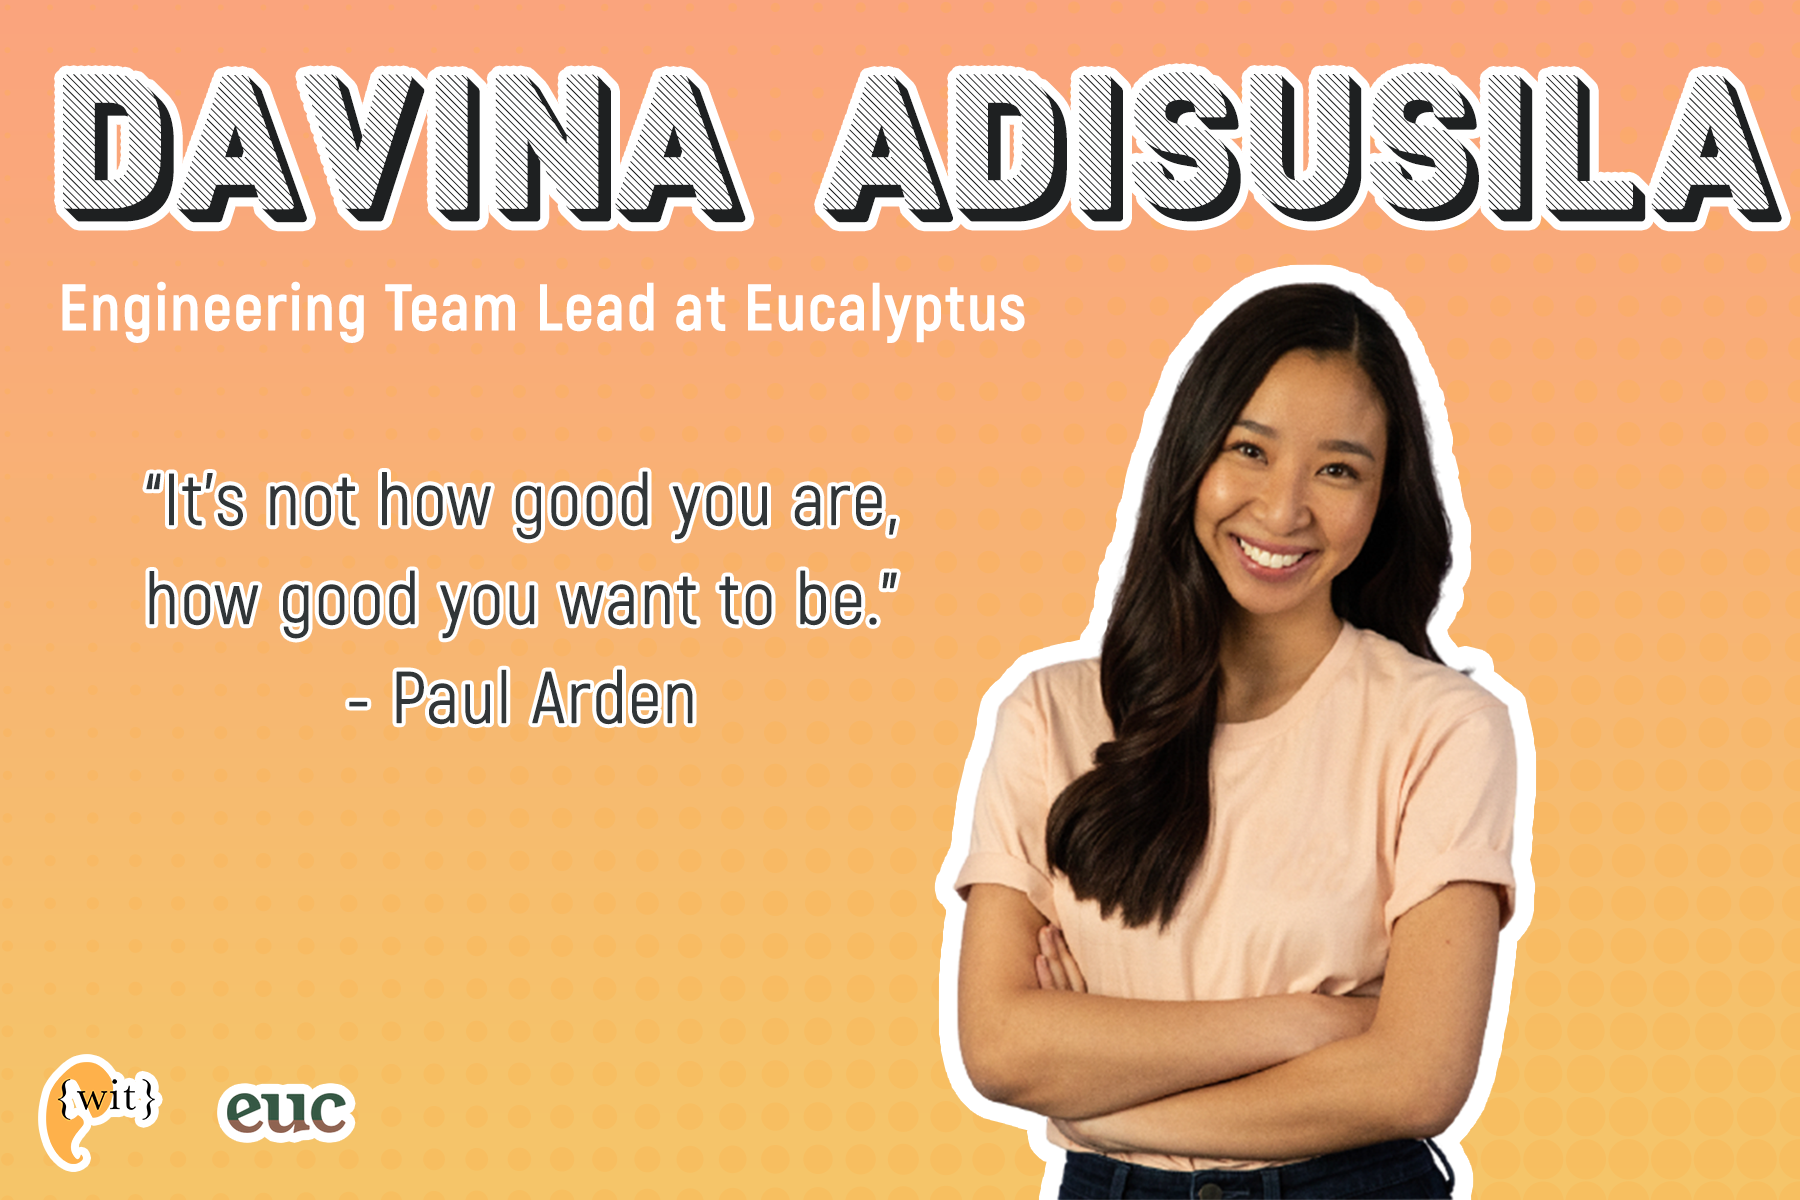 DAVINA ADISUSILA
Engineering Team Lead at Eucalyptus
“It’s not how good you are,
how good you want to be.”
- Paul Arden
{wit}
euc